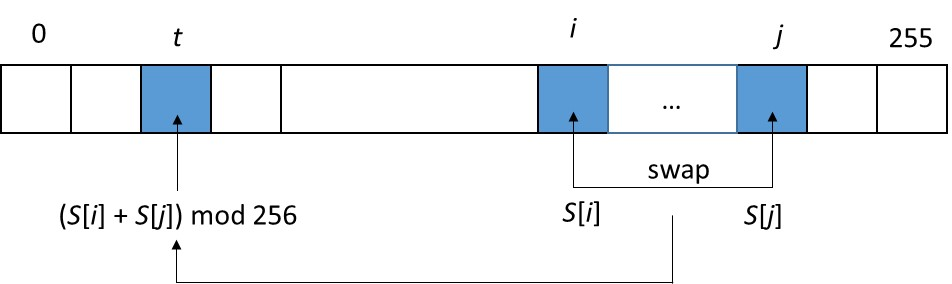 0 t i j 255
...
swap
(S[i] + S[j]) mod 256 S[i] S[j]